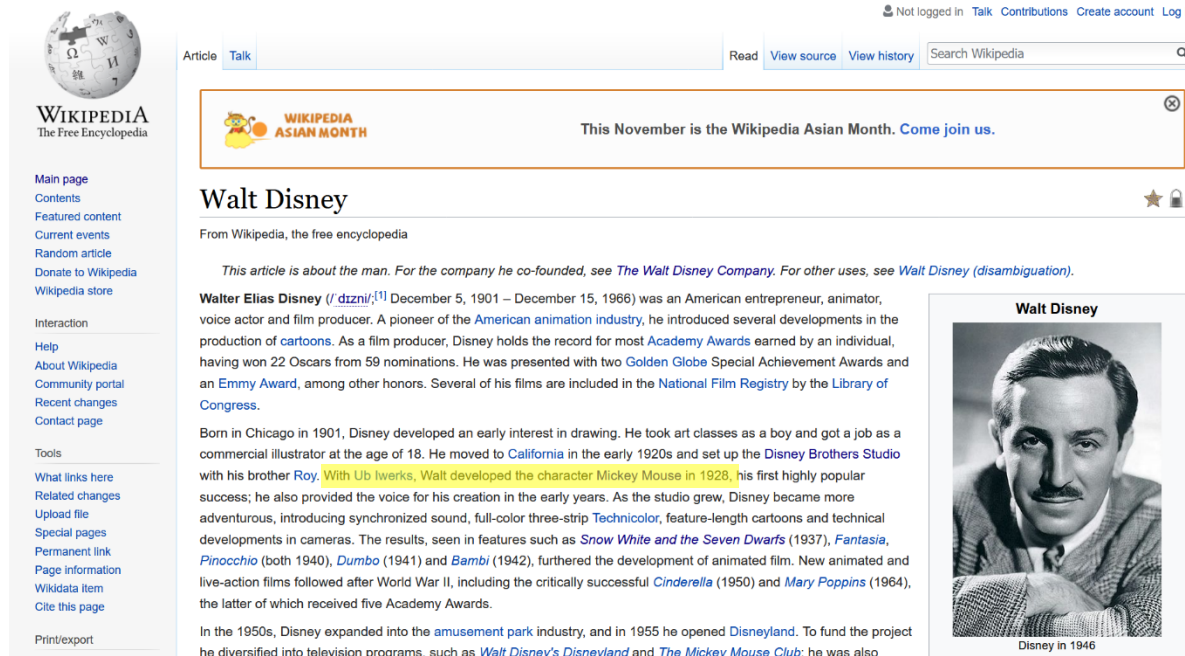 Not logged in Talk Contributions Create account Log
Article Talk
Read View source View history Search Wikipedia
WIKIPEDIA
The Free Encyclopedia
WIKIPEDIA
ASIAN MONTH
This November is the Wikipedia Asian Month. Come join us.
Main page
Contents
Featured content
Current events
Random article
Donate to Wikipedia
Wikipedia store
Interaction
Help
About Wikipedia
Community portal
Recent changes
Contact page
Tools
What links here
Related changes
Upload file
Special pages
Permanent link
Page information
Wikidata item
Cite this page
Print/export
Walt Disney
From Wikipedia, the free encyclopedia
This article is about the man. For the company he co-founded, see The Walt Disney Company. For other uses, see Walt Disney (disambiguation).
Walter Elias Disney (/ˈdɪzni/;[1] December 5, 1901 – December 15, 1966) was an American entrepreneur, animator,
voice actor and film producer. A pioneer of the American animation industry, he introduced several developments in the
production of cartoons. As a film producer, Disney holds the record for most Academy Awards earned by an individual,
having won 22 Oscars from 59 nominations. He was presented with two Golden Globe Special Achievement Awards and
an Emmy Award, among other honors. Several of his films are included in the National Film Registry by the Library of
Congress.
Born in Chicago in 1901, Disney developed an early interest in drawing. He took art classes as a boy and got a job as a
commercial illustrator at the age of 18. He moved to California in the early 1920s and set up the Disney Brothers Studio
with his brother Roy. With Ub Iwerks, Walt developed the character Mickey Mouse in 1928, his first highly popular
success; he also provided the voice for his creation in the early years. As the studio grew, Disney became more
adventurous, introducing synchronized sound, full-color three-strip Technicolor, feature-length cartoons and technical
developments in cameras. The results, seen in features such as Snow White and the Seven Dwarfs (1937), Fantasia,
Pinocchio (both 1940), Dumbo (1941) and Bambi (1942), furthered the development of animated film. New animated and
live-action films followed after World War II, including the critically successful Cinderella (1950) and Mary Poppins (1964),
the latter of which received five Academy Awards.
In the 1950s, Disney expanded into the amusement park industry, and in 1955 he opened Disneyland. To fund the project
he diversified into television programs, such as Walt Disney's Disneyland and The Mickey Mouse Club; he was also
Walt Disney
Disney in 1946